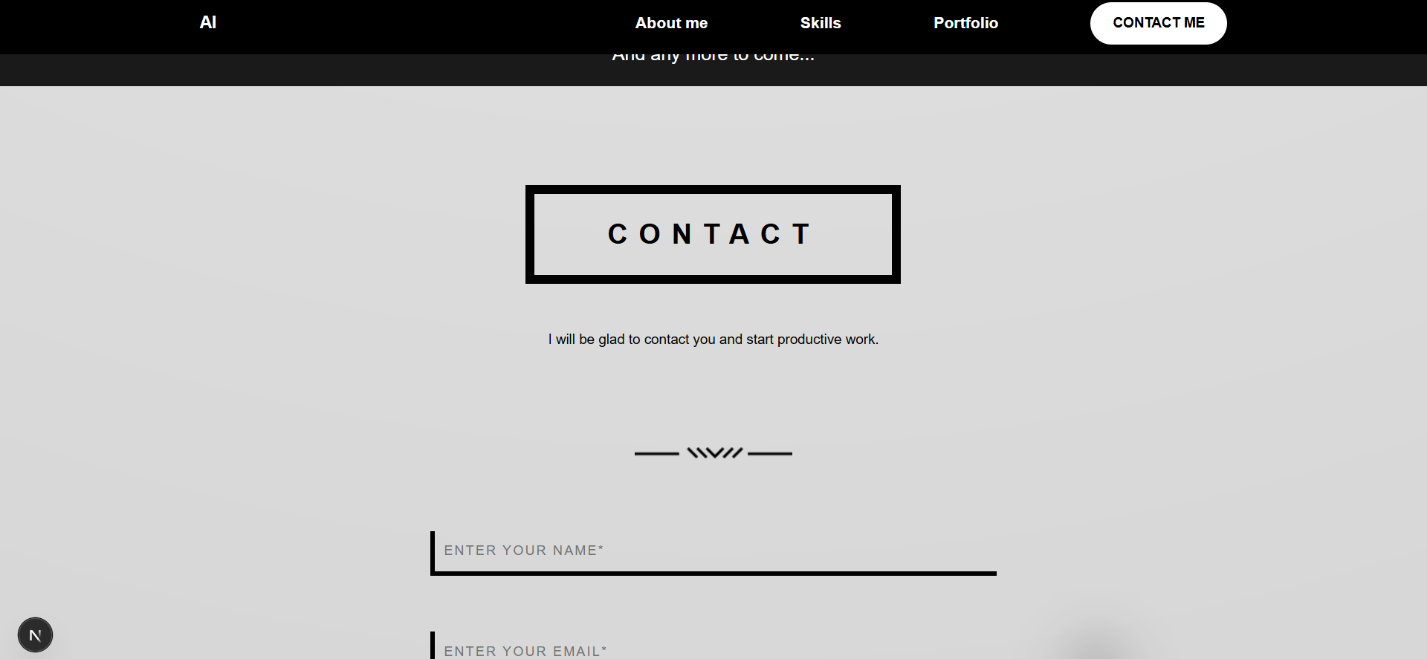 AI About me Skills Portfolio CONTACT ME
And any more to come...
CONTACT
I will be glad to contact you and start productive work.
ENTER YOUR NAME*
ENTER YOUR EMAIL*
N